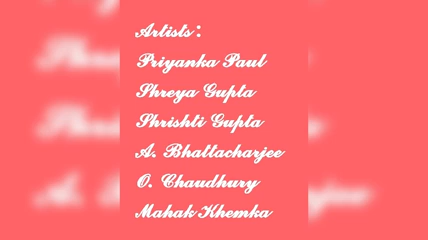 Artists:
Priyanka Paul
Shreya Gupta
Shrishti Gupta
A. Bhattacharjee
O. Chaudhury
Mahak Khemka